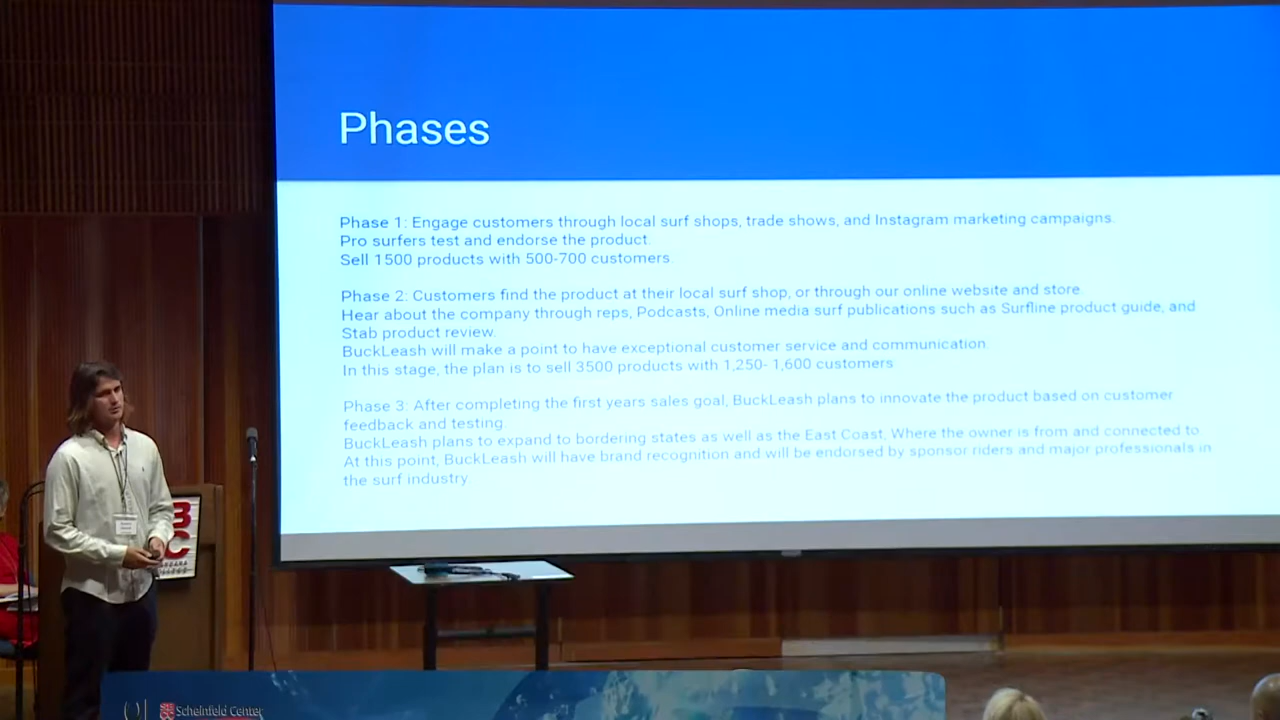 Phases
Phase 1: Engage customers through local surf shops, trade shows, and Instagram marketing campaigns.
Pro surfers test and endorse the product.
Sell 1500 products with 500-700 customers.
Phase 2: Customers find the product at their local surf shop, or through our online website and store.
Hear about the company through reps, Podcasts, Online media surf publications such as Surfline product guide, and
Stab product review.
BuckLeash will make a point to have exceptional customer service and communication.
In this stage, the plan is to sell 3500 products with 1,250- 1,600 customers
Phase 3: After completing the first years sales goal, BuckLeash plans to innovate the product based on customer
feedback and testing.
BuckLeash plans to expand to bordering states as well as the East Coast, Where the owner is from and connected to.
At this point, BuckLeash will have brand recognition and will be endorsed by sponsor riders and major professionals in
the surf industry.
BC
Scheinfeld Center